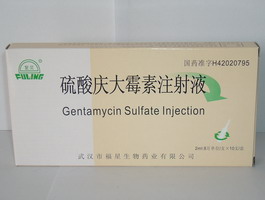 国药准字H42020795
FULING
硫酸庆大霉素注射液
Gentamycin Sulfate Injection
武汉市福星生物药业有限公司